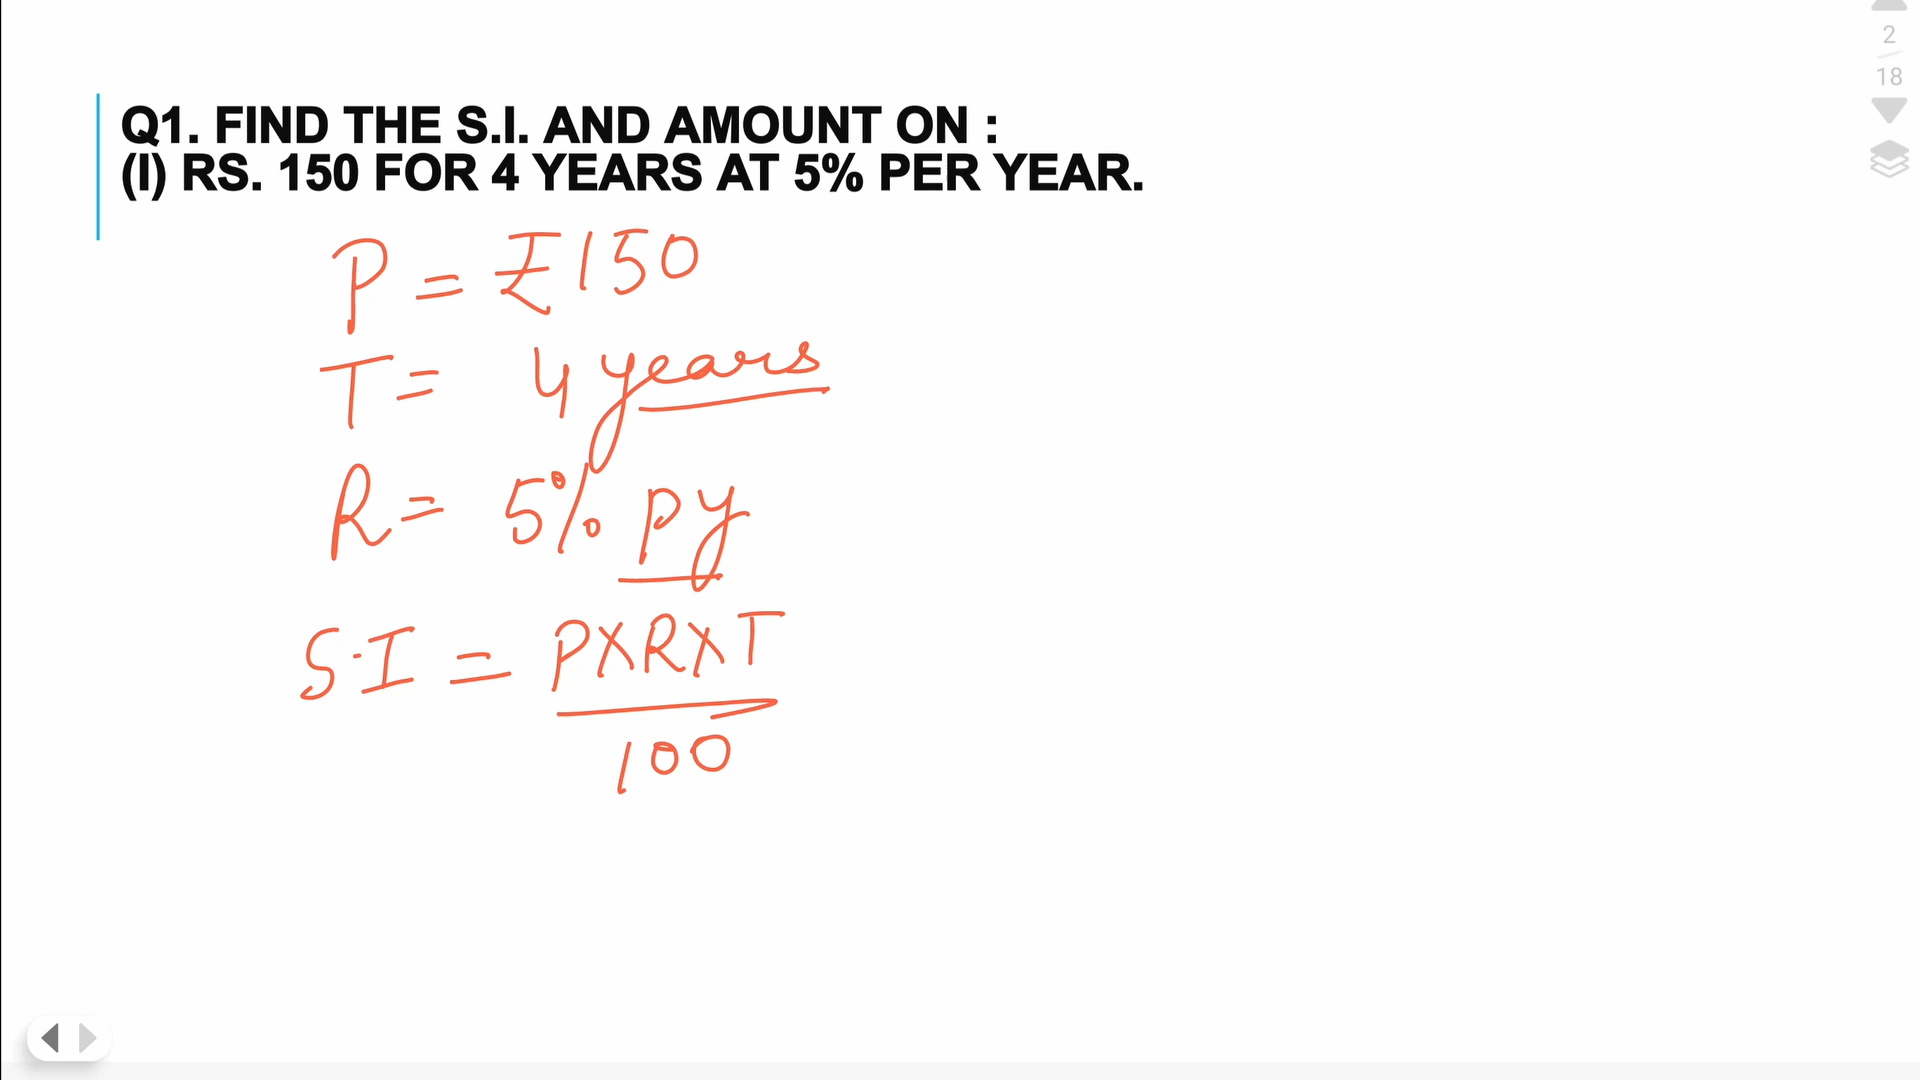 2
18
Q1. FIND THE S.I. AND AMOUNT ON :
(I) RS. 150 FOR 4 YEARS AT 5% PER YEAR.
P = ₹150
T = 4 years
R = 5% py
S.I = PXRXT
100